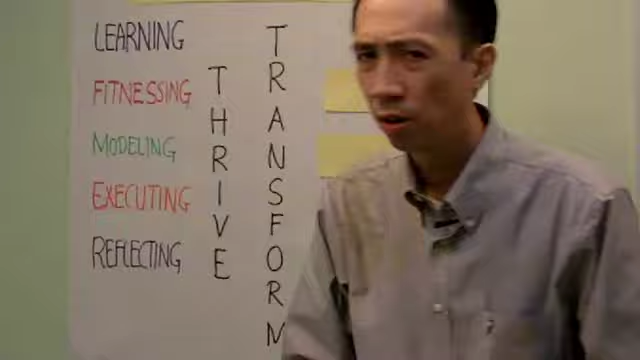 LEARNING
FITNESSING
MODELING
EXECUTING
REFLECTING
THRIVE
TRANSFORM